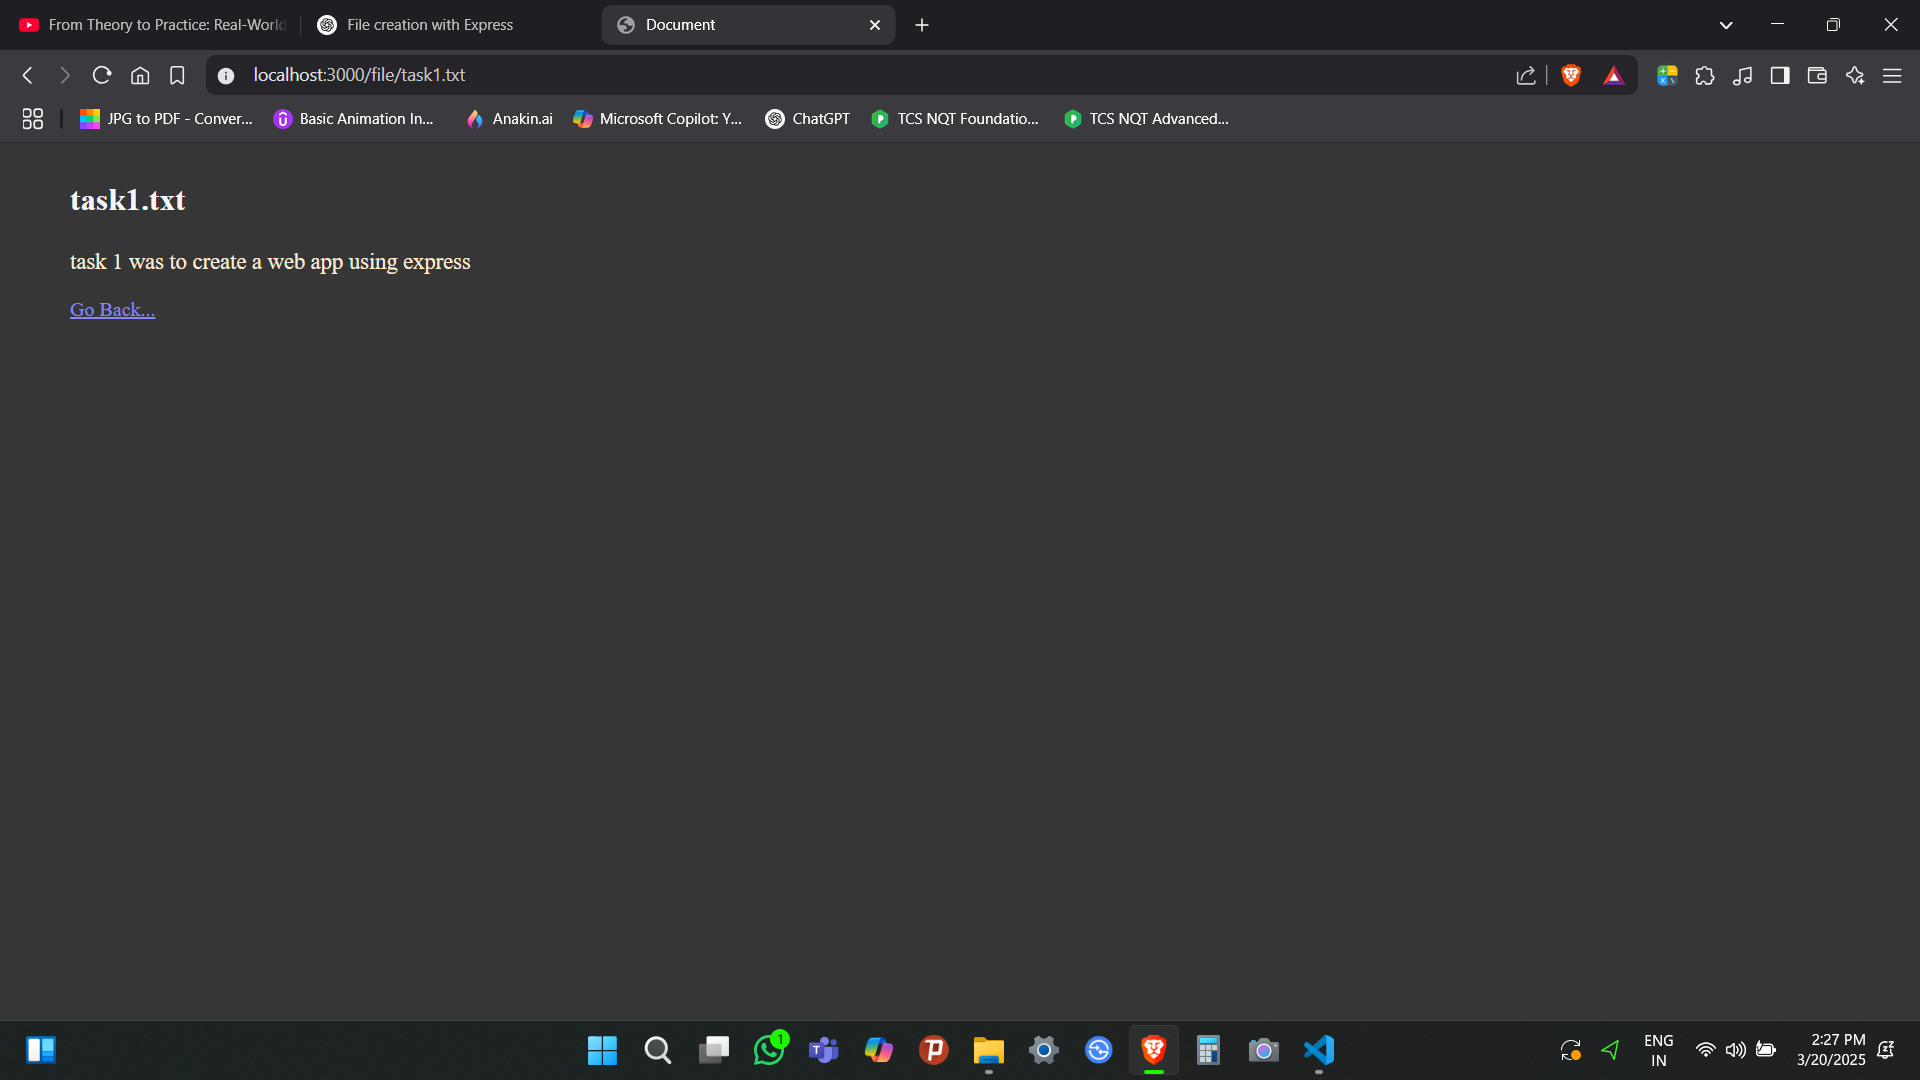 From Theory to Practice: Real-World
File creation with Express
Document
localhost:3000/file/task1.txt
JPG to PDF - Conver...
Basic Animation In...
Anakin.ai
Microsoft Copilot: Y...
ChatGPT
TCS NQT Foundatio...
TCS NQT Advanced...
task1.txt
task 1 was to create a web app using express
Go Back...
1
ENG
IN
2:27 PM
3/20/2025